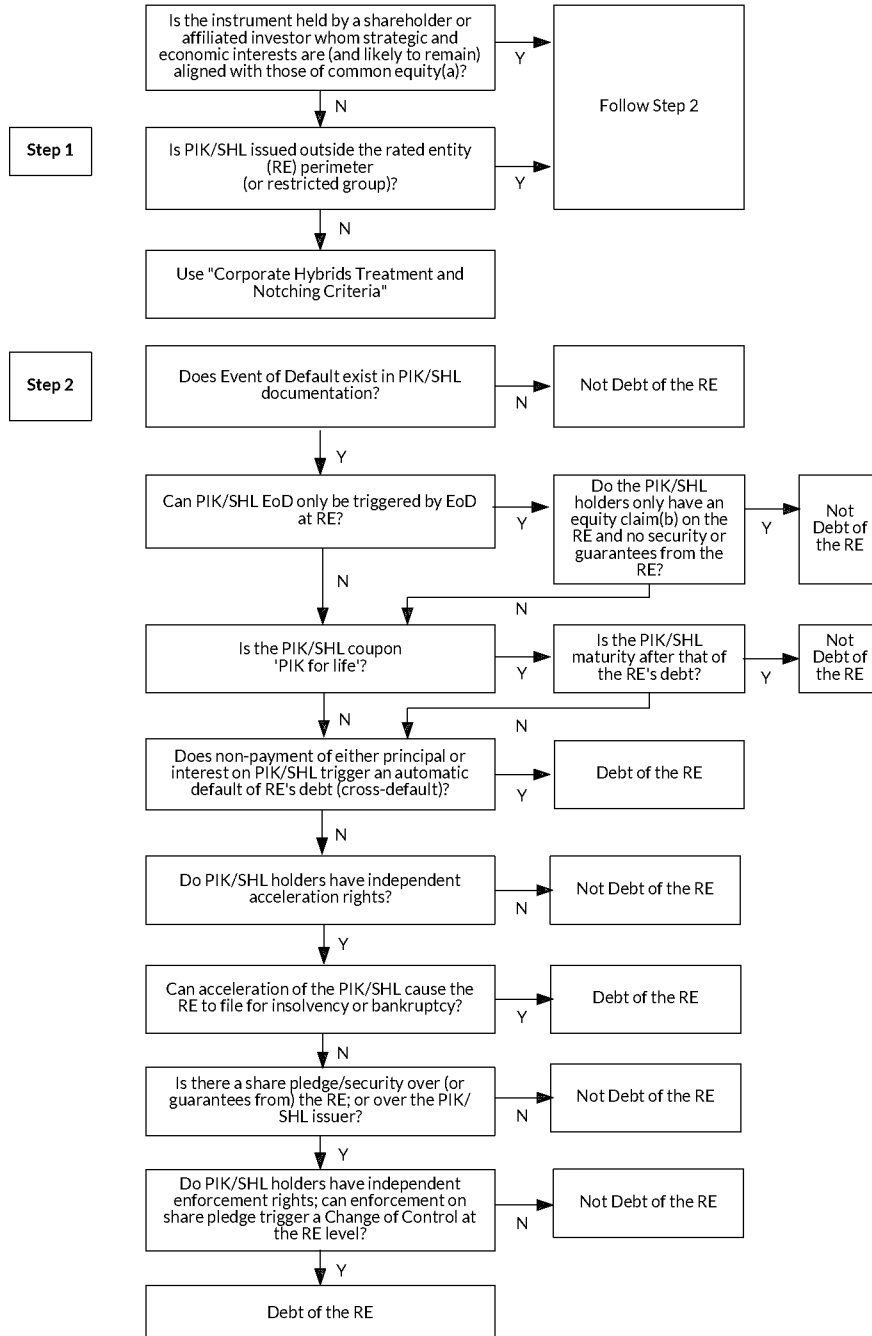 Is the instrument held by a shareholder or
affiliated investor whom strategic and
economic interests are (and likely to remain)
aligned with those of common equity(a)?
Y
Follow Step 2
N
Step 1
Is PIK/SHL issued outside the rated entity
(RE) perimeter
(or restricted group)?
Y
N
Use "Corporate Hybrids Treatment and
Notching Criteria"
Step 2
Does Event of Default exist in PIK/SHL
documentation?
N
Not Debt of the RE
Y
Can PIK/SHL EoD only be triggered by EoD
at RE?
Y
Do the PIK/SHL
holders only have an
equity claim(b) on the
RE and no security or
guarantees from the
RE?
Y
Not
Debt of
the RE
N
N
Is the PIK/SHL coupon
'PIK for life'?
Y
Is the PIK/SHL
maturity after that of
the RE's debt?
Y
Not
Debt of
the RE
N
N
Does non-payment of either principal or
interest on PIK/SHL trigger an automatic
default of RE's debt (cross-default)?
Y
Debt of the RE
N
Do PIK/SHL holders have independent
acceleration rights?
N
Not Debt of the RE
Y
Can acceleration of the PIK/SHL cause the
RE to file for insolvency or bankruptcy?
Y
Debt of the RE
N
Is there a share pledge/security over (or
guarantees from) the RE; or over the PIK/
SHL issuer?
N
Not Debt of the RE
Y
Do PIK/SHL holders have independent
enforcement rights; can enforcement on
share pledge trigger a Change of Control at
the RE level?
N
Not Debt of the RE
Y
Debt of the RE